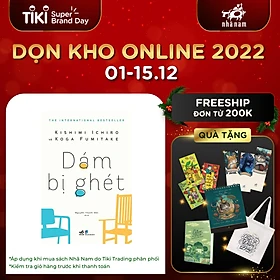 TIKI Super Brand Day
nhã nam
DỌN KHO ONLINE 2022
01-15.12
THE INTERNATIONAL BESTSELLER
KISHIMI ICHIRO
và KOGA FUMITAKE
Dám
bị ghét
FREESHIP
ĐƠN TỪ 200K
QUÀ TẶNG
*Áp dụng khi mua sách Nhã Nam do Tiki Trading phân phối
*Kiểm tra giỏ hàng trước khi thanh toán